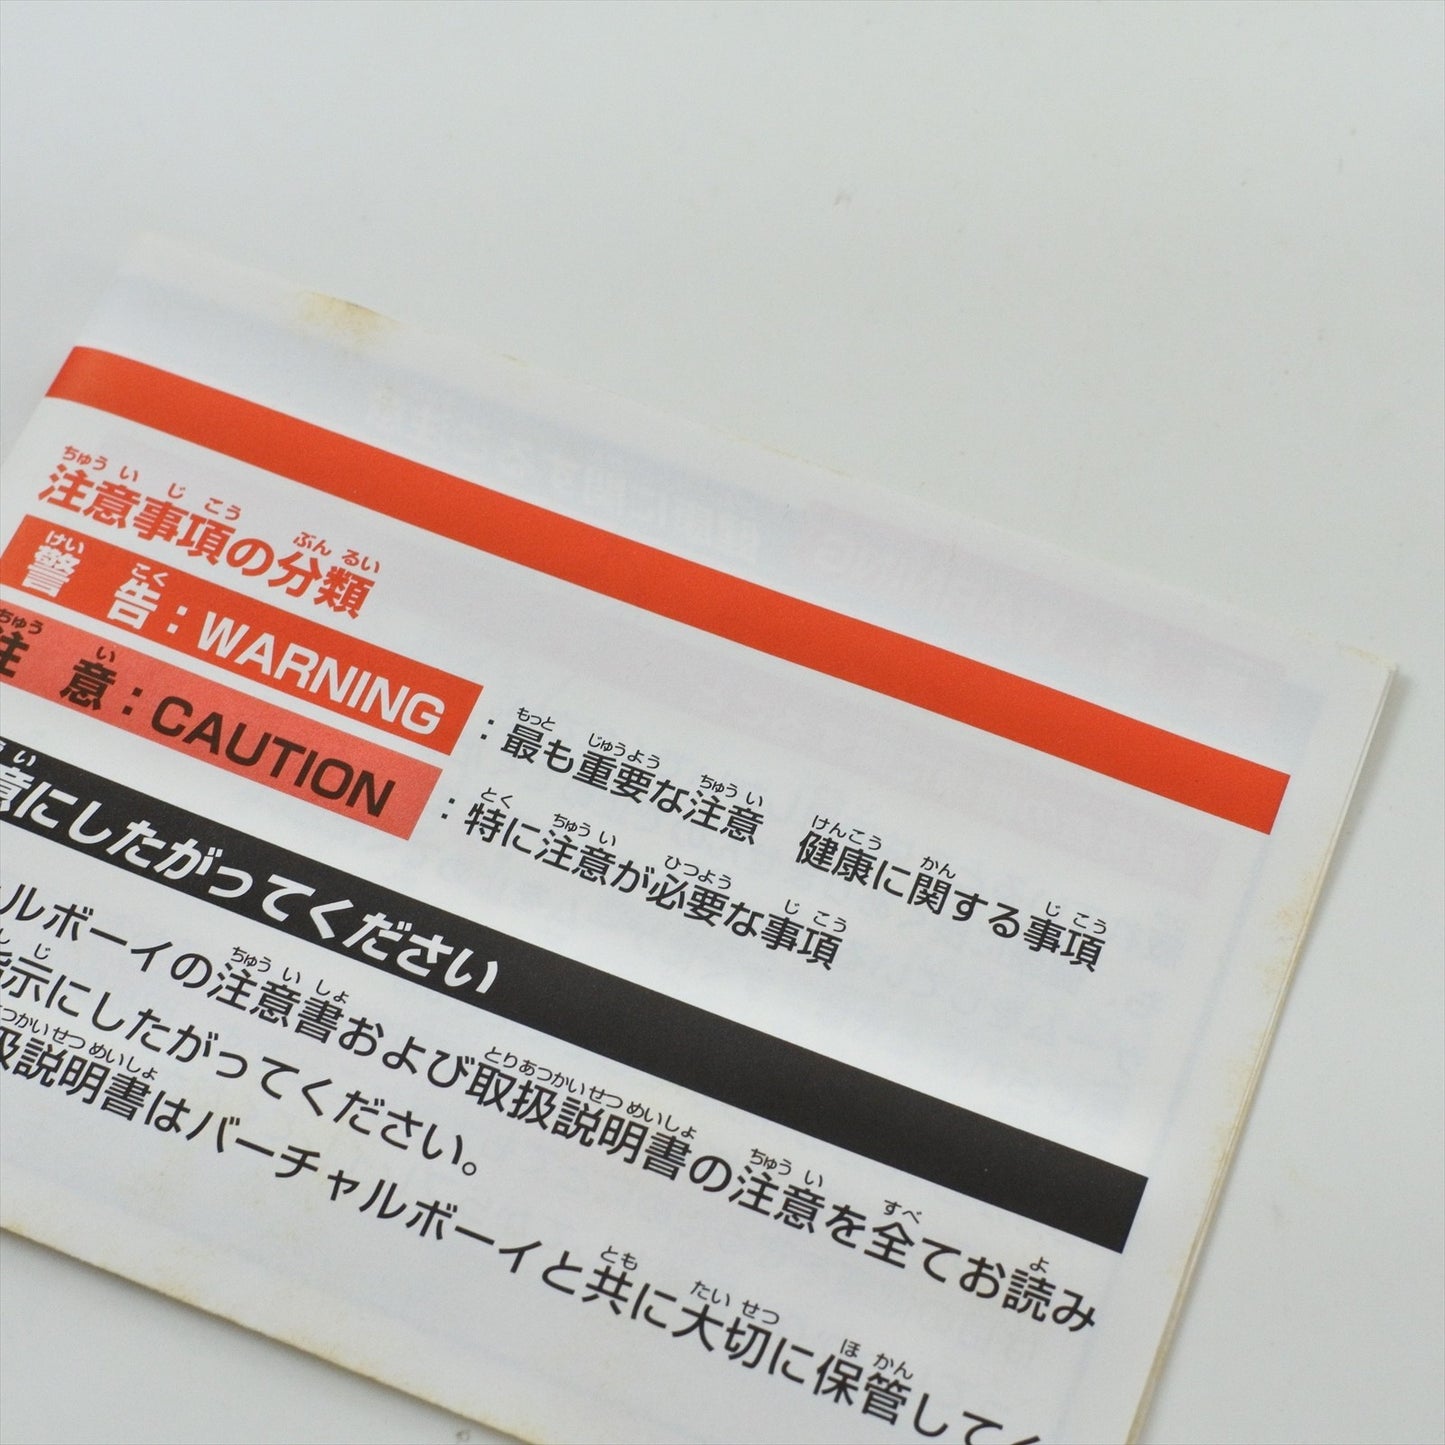 注意事項の分類
警告：WARNING ：最も重要な注意 健康に関する事項
注意：CAUTION ：特に注意が必要な事項
意にしたがってください
ルボーイの注意書および取扱説明書の注意を全てお読み
指示にしたがってください。
扱説明書はバーチャルボーイと共に大切に保管して